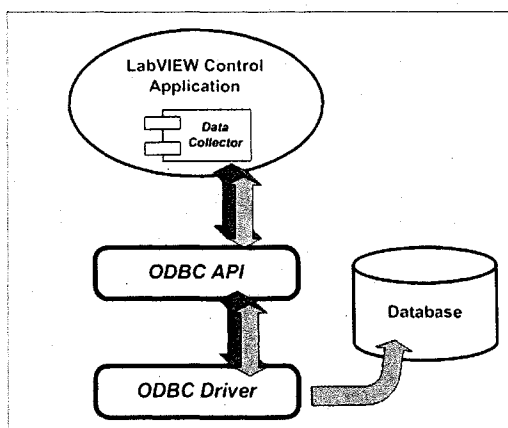 LabVIEW Control
Application
Data
Collector
ODBC API
Database
ODBC Driver